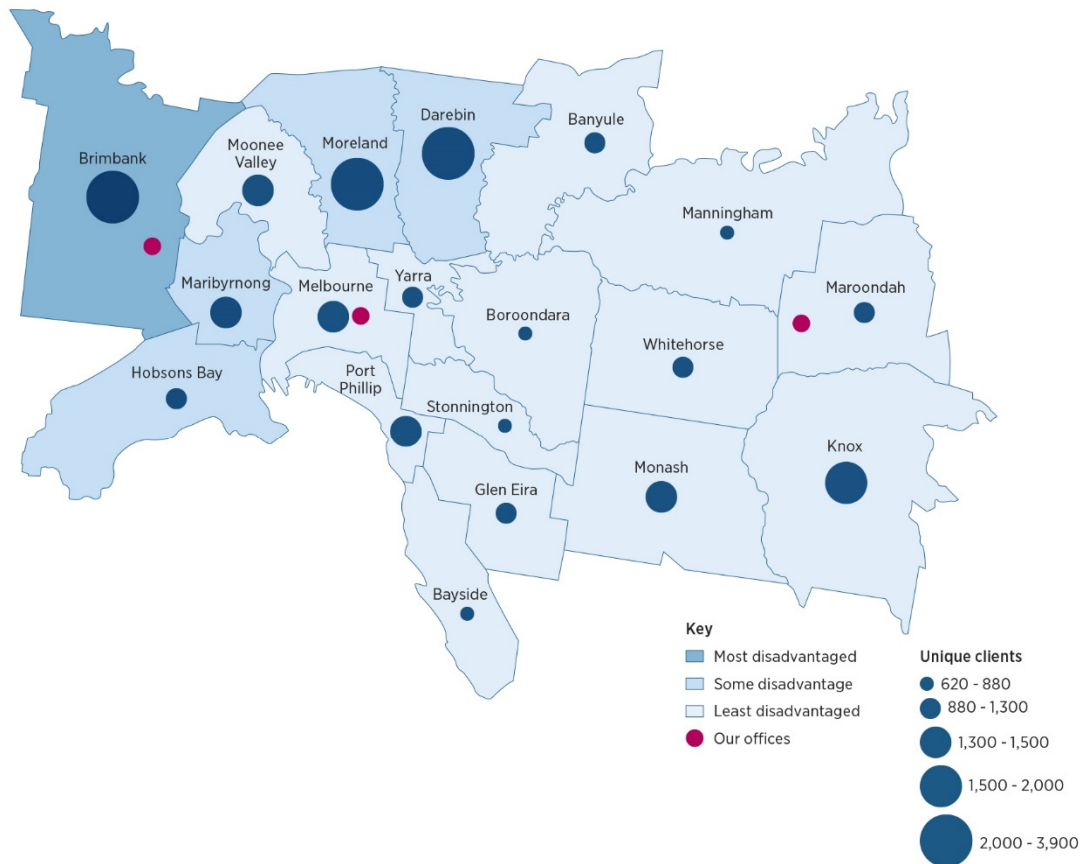 Darebin
Banyule
Moreland
Moonee
Valley
Brimbank
Manningham
Yarra
Maribyrnong
Melbourne
Maroondah
Boroondara
Whitehorse
Hobsons Bay
Port
Phillip
Stonnington
Knox
Monash
Glen Eira
Bayside
Key
Most disadvantaged
Some disadvantage
Least disadvantaged
Our offices
Unique clients
620 - 880
880 - 1,300
1,300 - 1,500
1,500 - 2,000
2,000 - 3,900